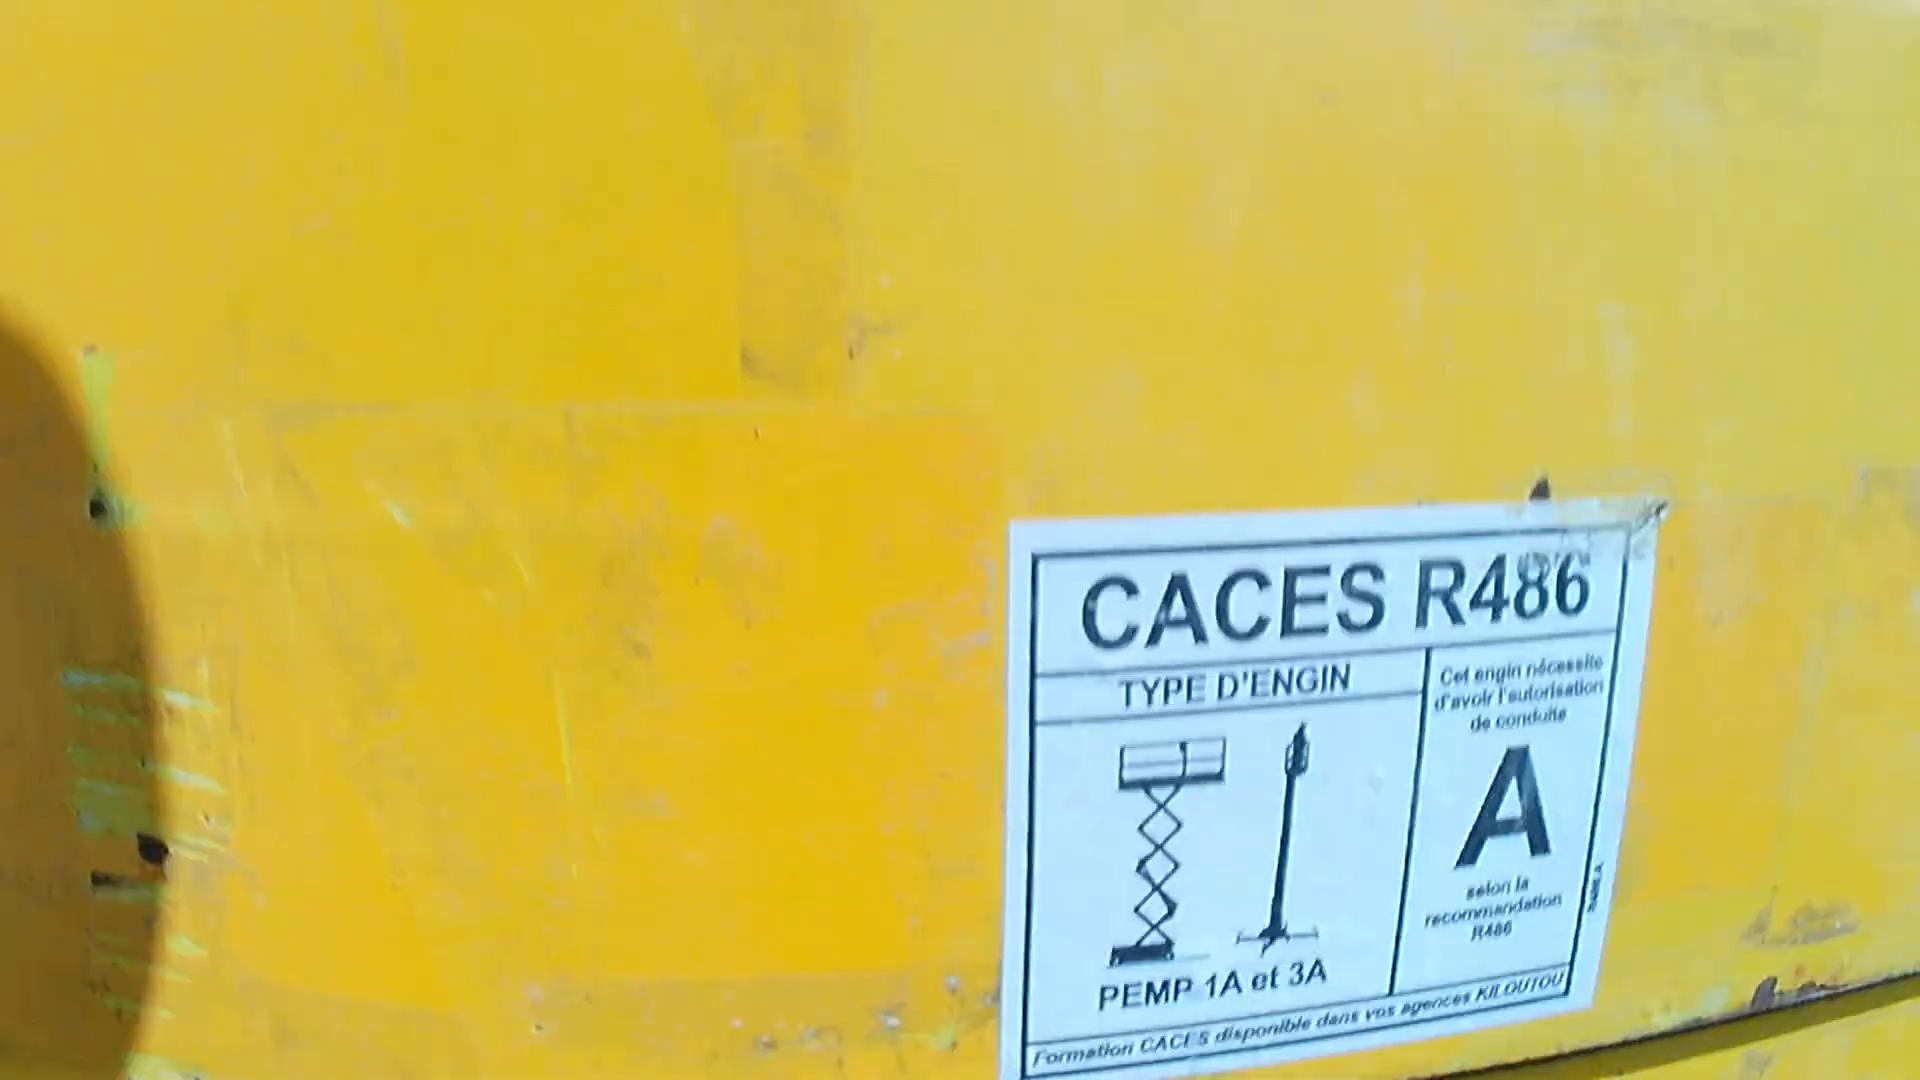 CACES R486
TYPE D'ENGIN
PEMP 1A et 3A
Cet engin nécessite
d'avoir l'autorisation
de conduite
A
selon la
recommandation
R486
Formation CACES disponible dans vos agences KILOUTOU